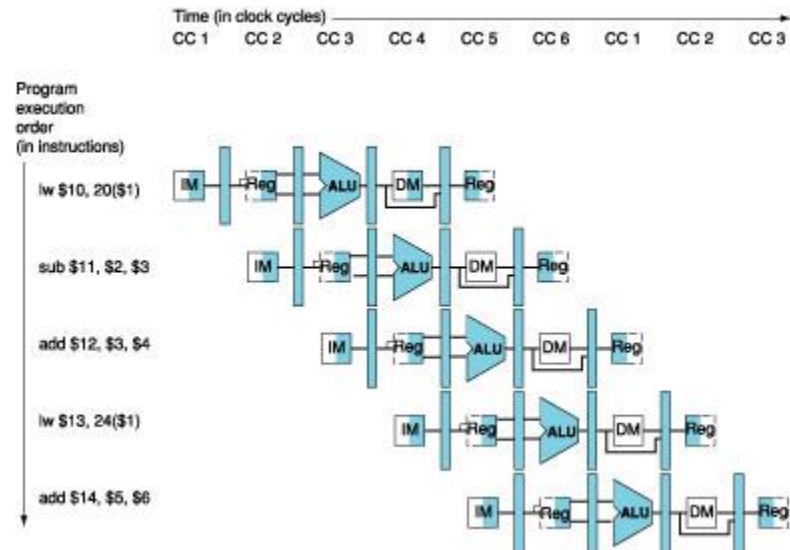 Time (in clock cycles)
CC 1 CC 2 CC 3 CC 4 CC 5 CC 6 CC 1 CC 2 CC 3
Program
execution
order
(in instructions)
lw $10, 20($1)
IM Reg ALU DM Reg
sub $11, $2, $3
IM Reg ALU DM Reg
add $12, $3, $4
IM Reg ALU DM Reg
lw $13, 24($1)
IM Reg ALU DM Reg
add $14, $5, $6
IM Reg ALU DM Reg